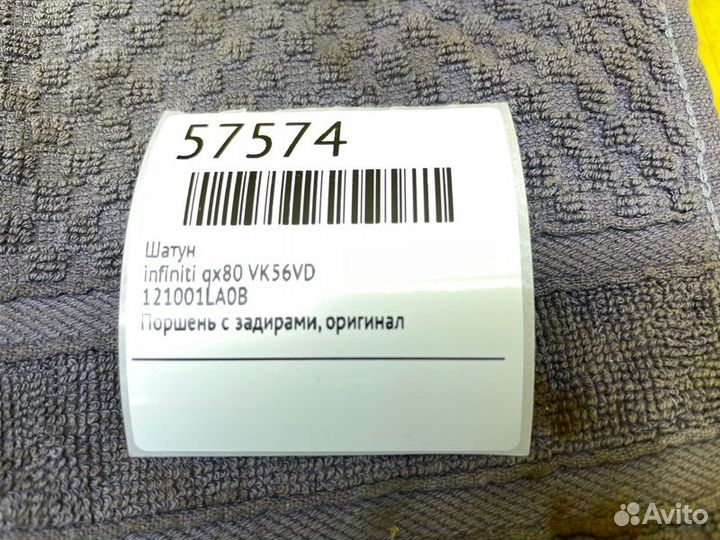 57574
Шатун
infiniti qx80 VK56VD
121001LA0B
Поршень с задирами, оригинал
Avito